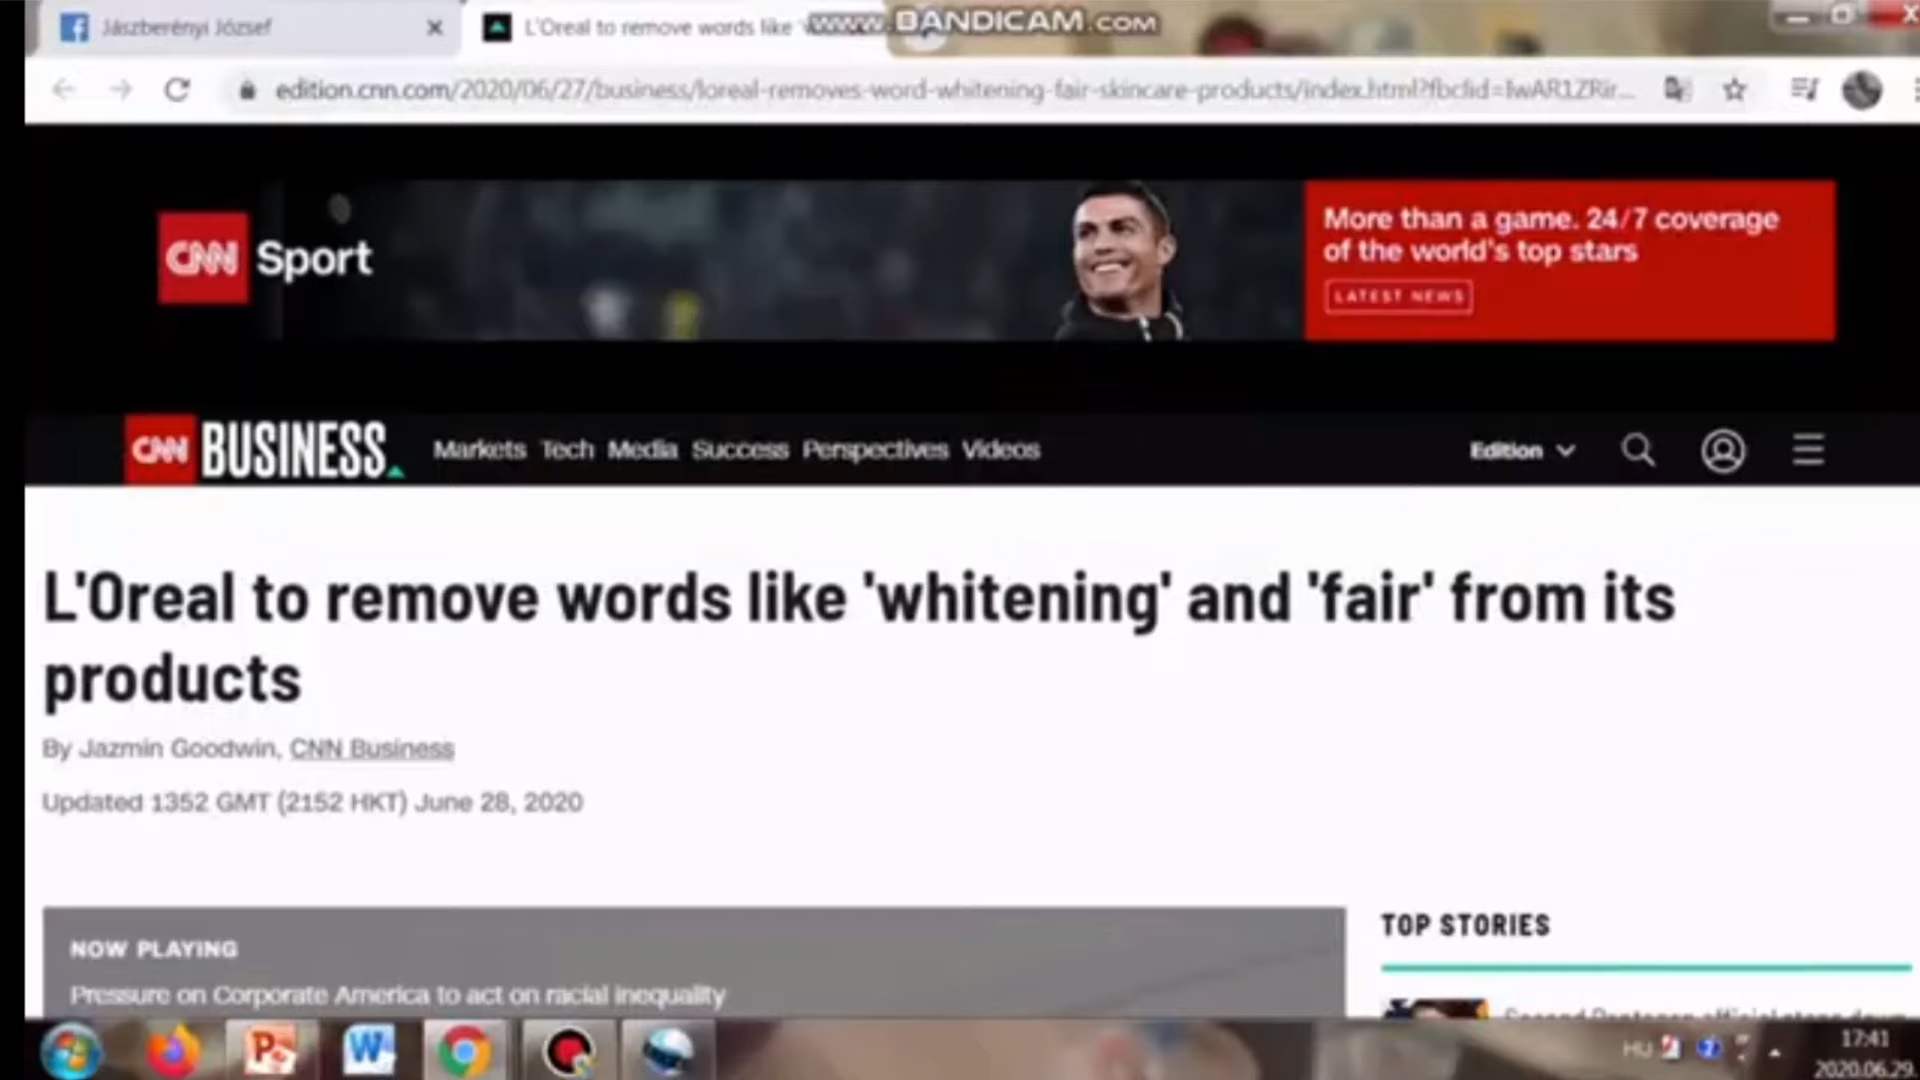 Jászberényi József
L'Oreal to remove words like
www.BANDICAM.com
edition.cnn.com/2020/06/27/business/loreal-removes-word-whitening-fair-skincare-products/index.html?fbclid=IwAR1ZRir...
CNN Sport
More than a game. 24/7 coverage
of the world's top stars
LATEST NEWS
CNN BUSINESS
Markets Tech Media Success Perspectives Videos
Edition
L'Oreal to remove words like 'whitening' and 'fair' from its
products
By Jazmin Goodwin, CNN Business
Updated 1352 GMT (2152 HKT) June 28, 2020
NOW PLAYING
Pressure on Corporate America to act on racial inequality
TOP STORIES
HU
17:41
2020.06.29.